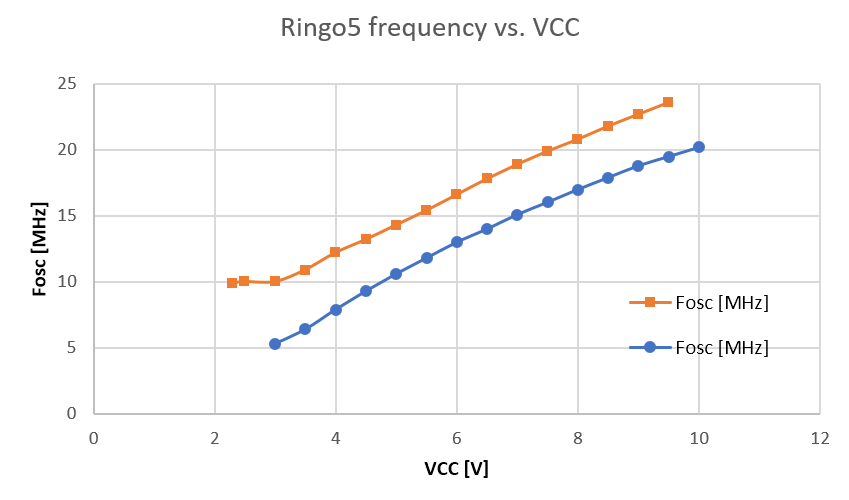 Ringo5 frequency vs. VCC
25
20
15
10
5
0
Fosc [MHz]
Fosc [MHz]
Fosc [MHz]
0 2 4 6 8 10 12
VCC [V]